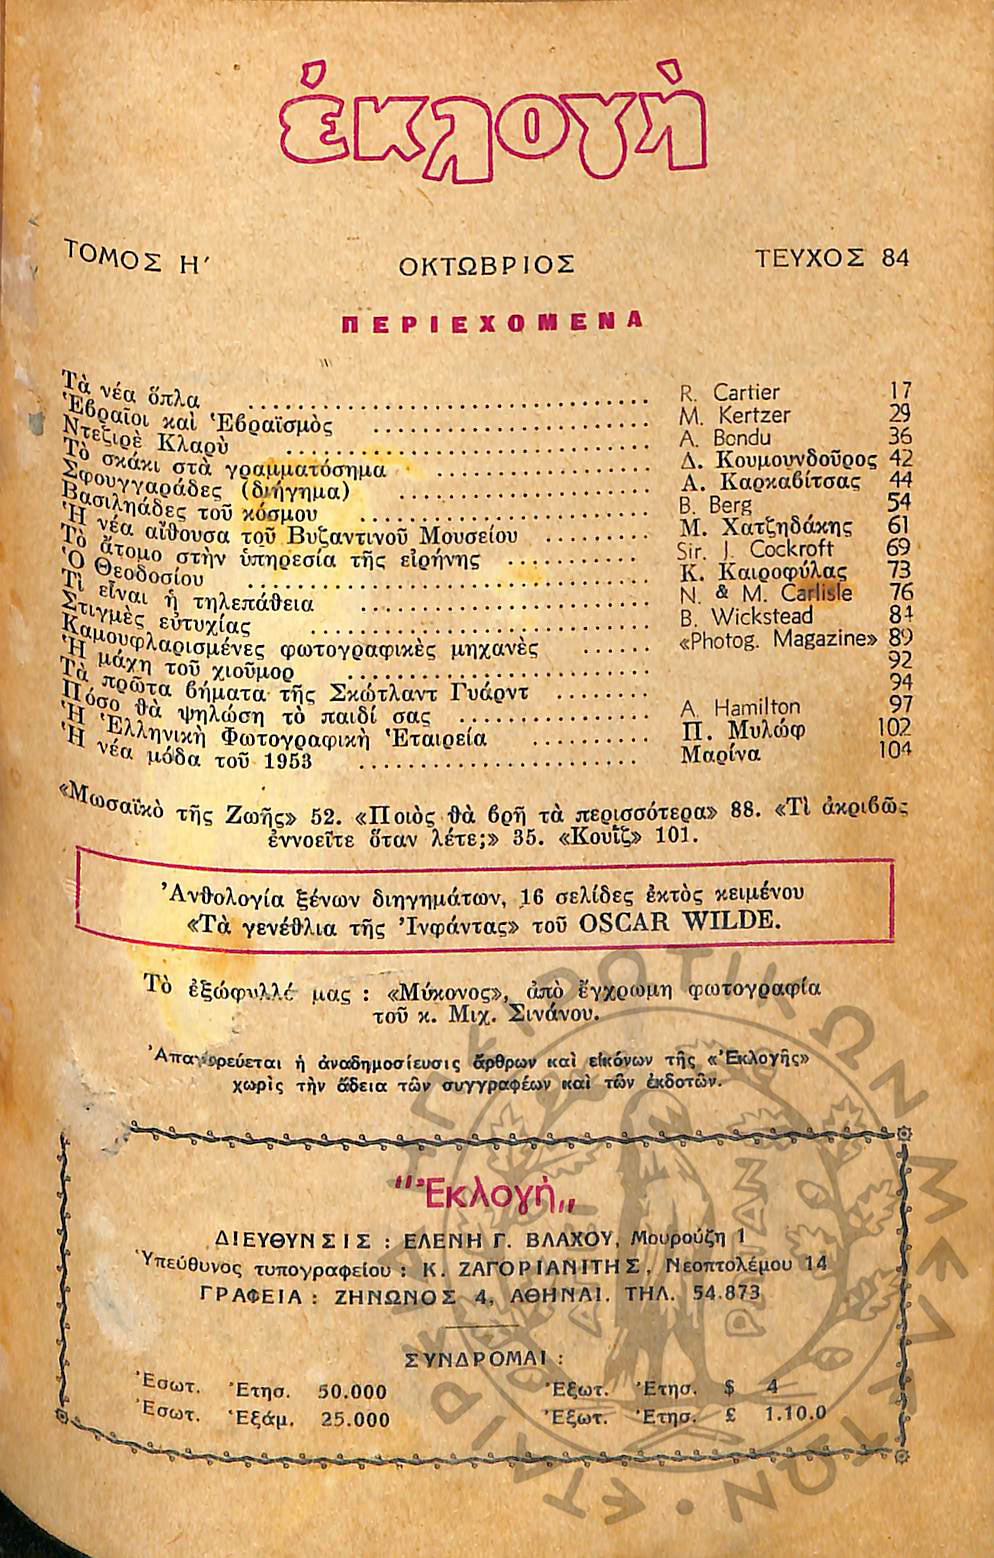 ἐκλογὴ
ΤΟΜΟΣ Η΄ ΟΚΤΩΒΡΙΟΣ ΤΕΥΧΟΣ 84
ΠΕΡΙΕΧΟΜΕΝΑ
Τὰ νέα ὅπλα R. Cartier 17
Ἑβραῖοι καὶ Ἑβραϊσμὸς M. Kertzer 29
Ντεζιρὲ Κλαρὺ A. Bondu 36
Τὸ σκάκι στὰ γραμματόσημα Δ. Κουμουνδοῦρος 42
Σφουγγαράδες (διήγημα) Α. Καρκαβίτσας 44
Βασιληάδες τοῦ κόσμου B. Berg 54
Ἡ νέα αἴθουσα τοῦ Βυζαντινοῦ Μουσείου Μ. Χατζηδάκης 61
Τὸ ἄτομο στὴν ὑπηρεσία τῆς εἰρήνης Sir. J. Cockroft 69
Ὁ Θεοδοσίου Κ. Καιροφύλας 73
Τὶ εἶναι ἡ τηλεπάθεια N. & M. Carlisle 76
Στιγμὲς εὐτυχίας B. Wickstead 84
Καμουφλαρισμένες φωτογραφικὲς μηχανὲς «Photog. Magazine» 89
Ἡ μάχη τοῦ χιοῦμορ 92
Τὰ πρῶτα βήματα τῆς Σκώτλαντ Γυάρντ 94
Πόσο θὰ ψηλώση τὸ παιδί σας A. Hamilton 97
Ἡ Ἑλληνικὴ Φωτογραφικὴ Ἑταιρεία Π. Μυλώφ 102
Ἡ νέα μόδα τοῦ 1953 Μαρίνα 104
«Μωσαϊκὸ τῆς Ζωῆς» 52. «Ποιὸς θὰ βρῆ τὰ περισσότερα» 88. «Τὶ ἀκριβῶς
ἐννοεῖτε ὅταν λέτε;» 35. «Κουῒζ» 101.
Ἀνθολογία ξένων διηγημάτων, 16 σελίδες ἐκτὸς κειμένου
«Τὰ γενέθλια τῆς Ἰνφάντας» τοῦ OSCAR WILDE.
Τὸ ἐξώφυλλό μας : «Μύκονος», ἀπὸ ἔγχρωμη φωτογραφία
τοῦ κ. Μιχ. Σινάνου.
Ἀπαγορεύεται ἡ ἀναδημοσίευσις ἄρθρων καὶ εἰκόνων τῆς «Ἐκλογῆς»
χωρὶς τὴν ἄδεια τῶν συγγραφέων καὶ τῶν ἐκδοτῶν.
"Ἐκλογὴ„
ΔΙΕΥΘΥΝΣΙΣ : ΕΛΕΝΗ Γ. ΒΛΑΧΟΥ, Μουρούζη 1
Ὑπεύθυνος τυπογραφείου : Κ. ΖΑΓΟΡΙΑΝΙΤΗΣ, Νεοπτολέμου 14
ΓΡΑΦΕΙΑ : ΖΗΝΩΝΟΣ 4, ΑΘΗΝΑΙ. ΤΗΛ. 54.873
ΣΥΝΔΡΟΜΑΙ :
Ἐσωτ. Ἐτησ. 50.000 Ἐξωτ. Ἐτησ. $ 4
Ἐσωτ. Ἑξάμ. 25.000 Ἐξωτ. Ἐτησ. £ 1.10.0
ΕΤΑΙΡΕΙΑ ΗΠΕΙΡΩΤΙΚΩΝ ΜΕΛΕΤΩΝ